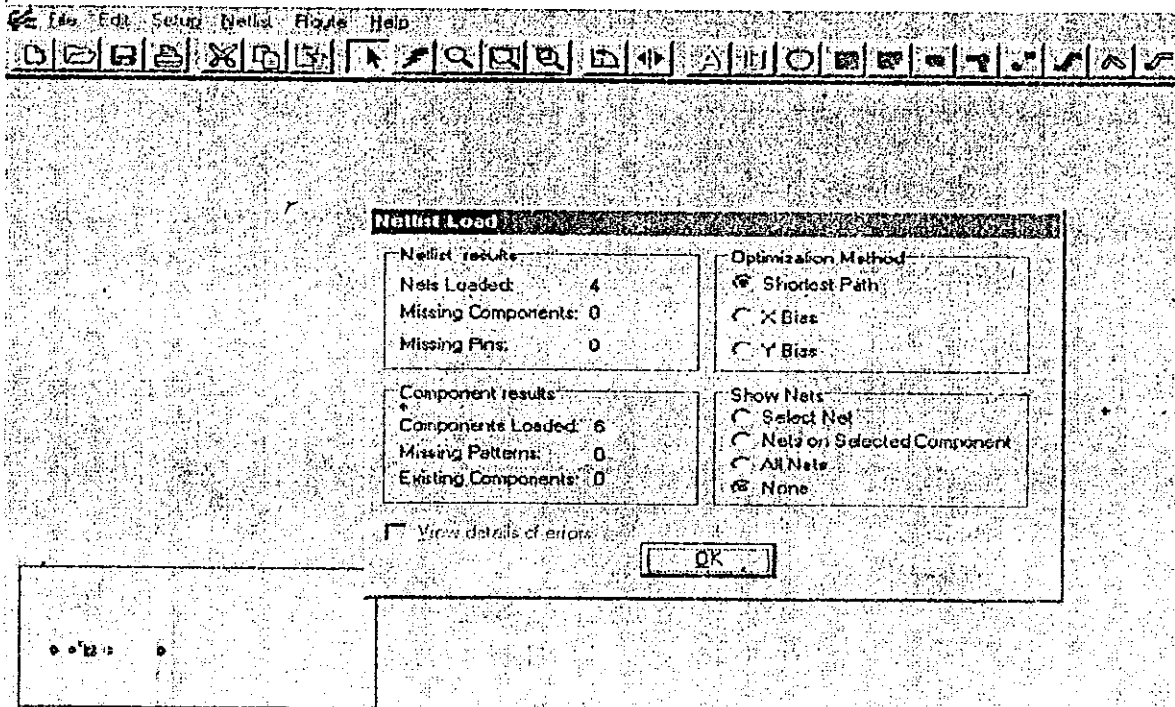 File Edit Setup Netlist Route Help
Netlist Load
Netlist results
Nets Loaded: 4
Missing Components: 0
Missing Pins: 0
Optimization Method
Shortest Path
X Bias
Y Bias
Component results
Components Loaded: 6
Missing Patterns: 0
Existing Components: 0
Show Nets
Select Net
Nets on Selected Component
All Nets
None
View details of errors
OK